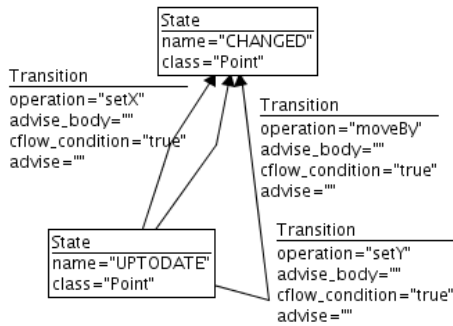 State
name="CHANGED"
class="Point"
Transition
operation="setX"
advise_body=""
cflow_condition="true"
advise=""
Transition
operation="moveBy"
advise_body=""
cflow_condition="true"
advise=""
State
name="UPTODATE"
class="Point"
Transition
operation="setY"
advise_body=""
cflow_condition="true"
advise=""